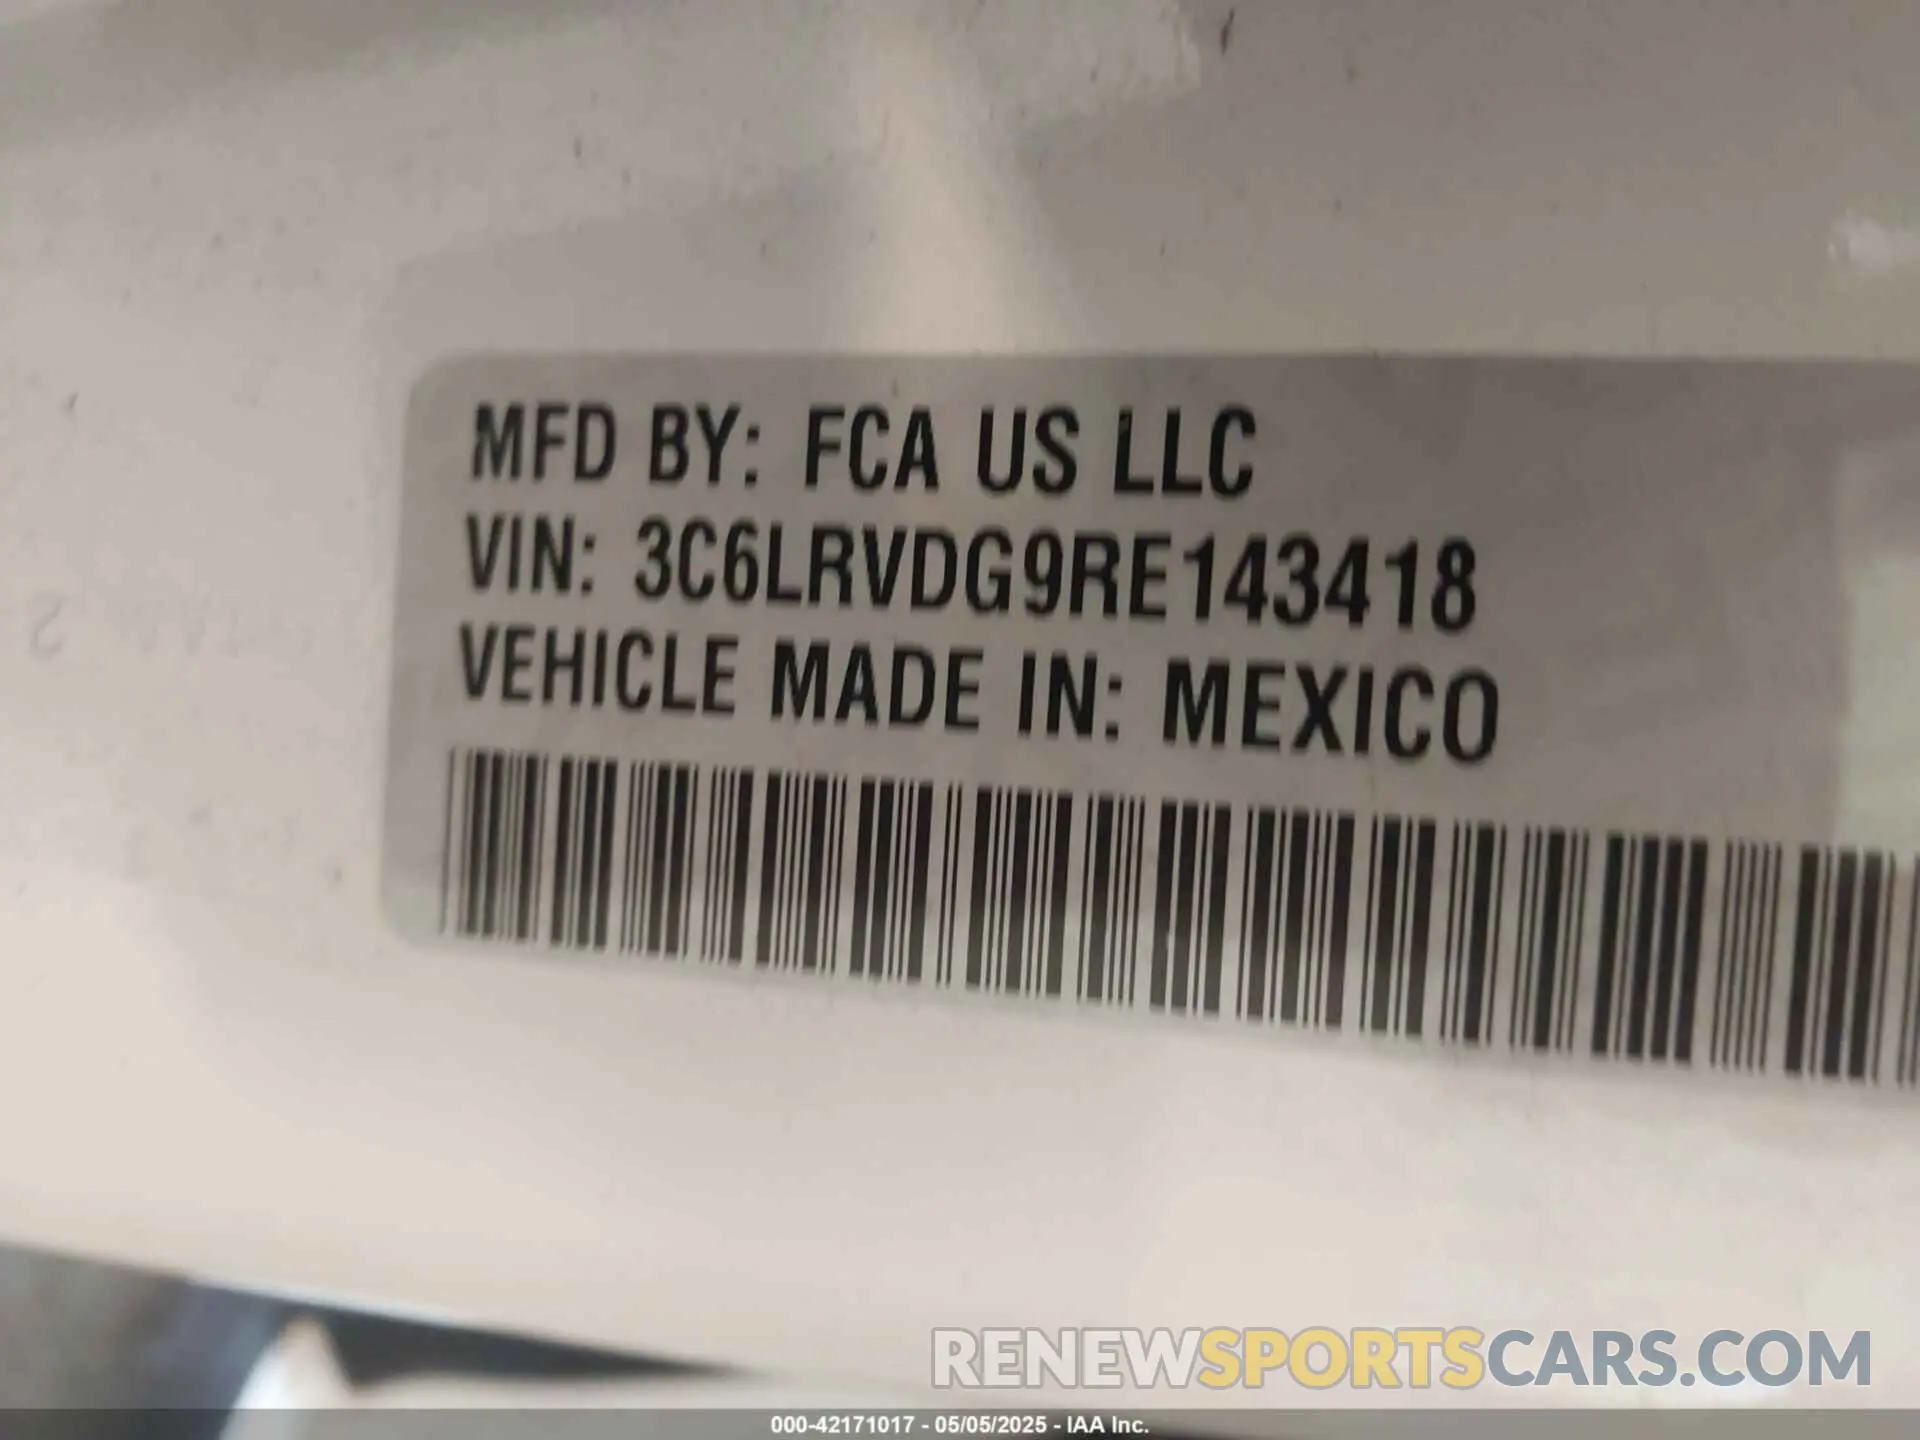 MFD BY: FCA US LLC
VIN: 3C6LRVDG9RE143418
VEHICLE MADE IN: MEXICO
RENEWSPORTSCARS.COM
000-42171017 - 05/05/2025 - IAA Inc.